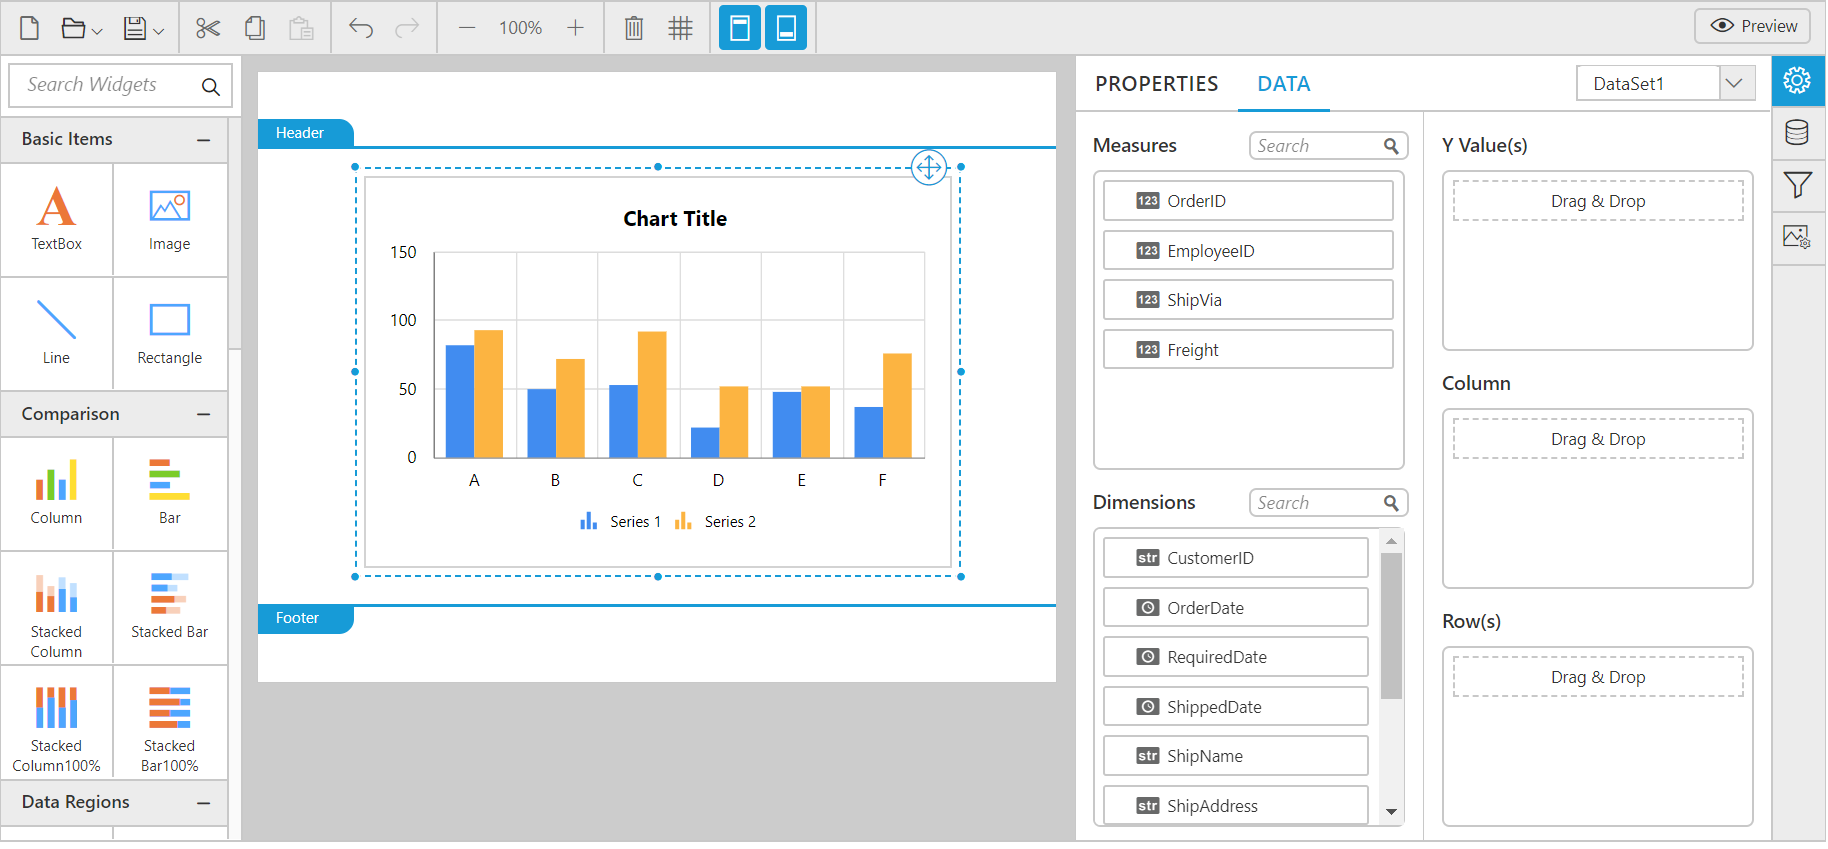 100%
Preview
Search Widgets
Basic Items
TextBox
Image
Line
Rectangle
Comparison
Column
Bar
Stacked
Column
Stacked Bar
Stacked
Column100%
Stacked
Bar100%
Data Regions
Header
Chart Title
150
100
50
0
A B C D E F
Series 1 Series 2
Footer
PROPERTIES
DATA
DataSet1
Measures
Search
123 OrderID
123 EmployeeID
123 ShipVia
123 Freight
Dimensions
Search
str CustomerID
OrderDate
RequiredDate
ShippedDate
str ShipName
str ShipAddress
Y Value(s)
Drag & Drop
Column
Drag & Drop
Row(s)
Drag & Drop